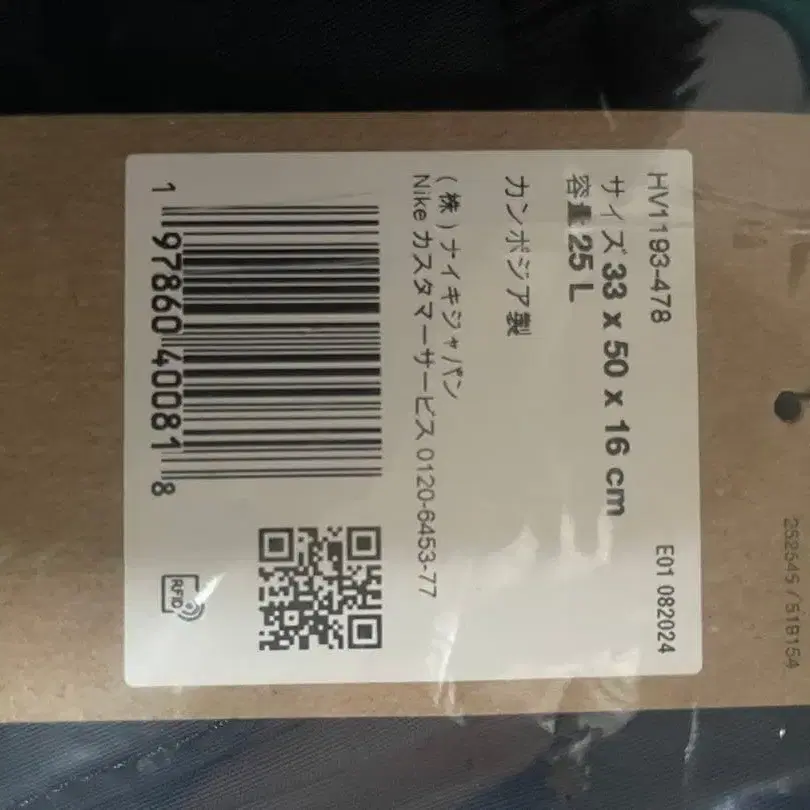 HV1193-478 E01 082024
サイズ 33 x 50 x 16 cm
容量 25 L
カンボジア製
(株)ナイキジャパン
Nike カスタマーサービス 0120-6453-77
1 97860 40081 8
RFID
252545 / 518154